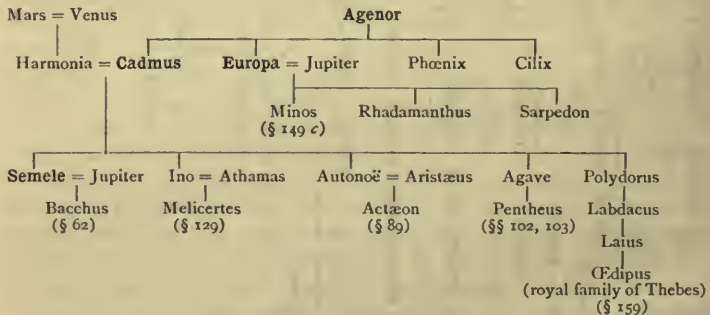 Mars = Venus Agenor
Harmonia = Cadmus Europa = Jupiter Phœnix Cilix
Minos Rhadamanthus Sarpedon
(§ 149 c)
Semele = Jupiter Ino = Athamas Autonoë = Aristæus Agave Polydorus
Bacchus Melicertes Actæon Pentheus Labdacus
(§ 62) (§ 129) (§ 89) (§§ 102, 103)
Laius
Œdipus
(royal family of Thebes)
(§ 159)